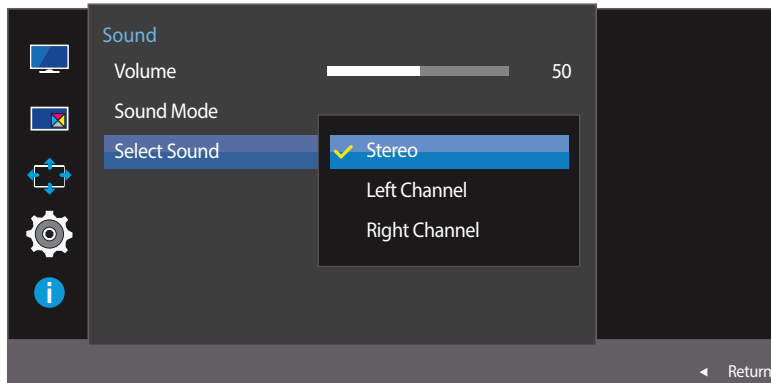 Sound
Volume 50
Sound Mode
Select Sound
Stereo
Left Channel
Right Channel
i
Return